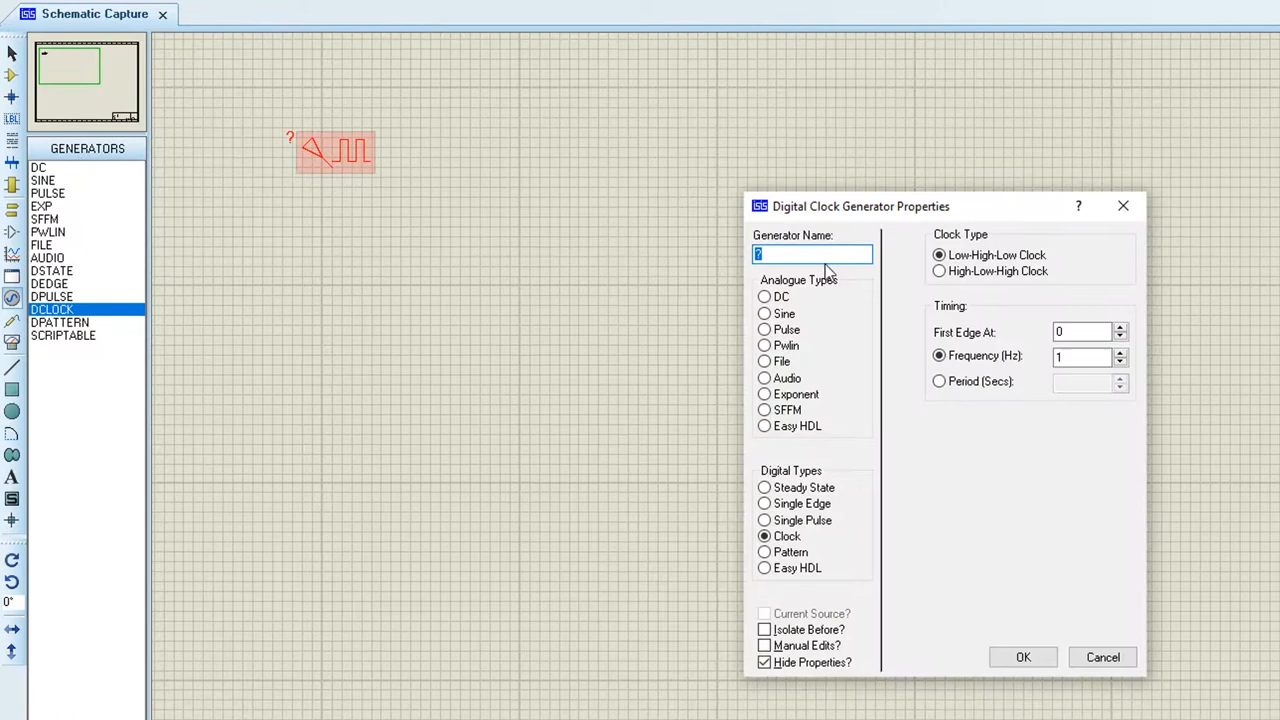 Schematic Capture
LBL
GENERATORS
DC
SINE
PULSE
EXP
SFFM
PWLIN
FILE
AUDIO
DSTATE
DEDGE
DPULSE
DCLOCK
DPATTERN
SCRIPTABLE
A
S
0°
?
Digital Clock Generator Properties
?
Generator Name:
?
Analogue Types
DC
Sine
Pulse
Pwlin
File
Audio
Exponent
SFFM
Easy HDL
Digital Types
Steady State
Single Edge
Single Pulse
Clock
Pattern
Easy HDL
Current Source?
Isolate Before?
Manual Edits?
Hide Properties?
Clock Type
Low-High-Low Clock
High-Low-High Clock
Timing:
First Edge At: 0
Frequency (Hz): 1
Period (Secs):
OK
Cancel